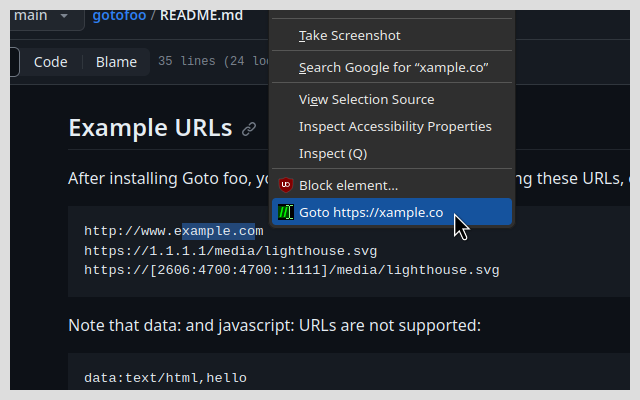 main
gotofoo / README.md
Code Blame 35 lines (24 lo
Take Screenshot
Search Google for “xample.co”
View Selection Source
Inspect Accessibility Properties
Inspect (Q)
Block element...
Goto https://xample.co
Example URLs
After installing Goto foo, yo ng these URLs,
http://www.example.com
https://1.1.1.1/media/lighthouse.svg
https://[2606:4700:4700::1111]/media/lighthouse.svg
Note that data: and javascript: URLs are not supported:
data:text/html,hello